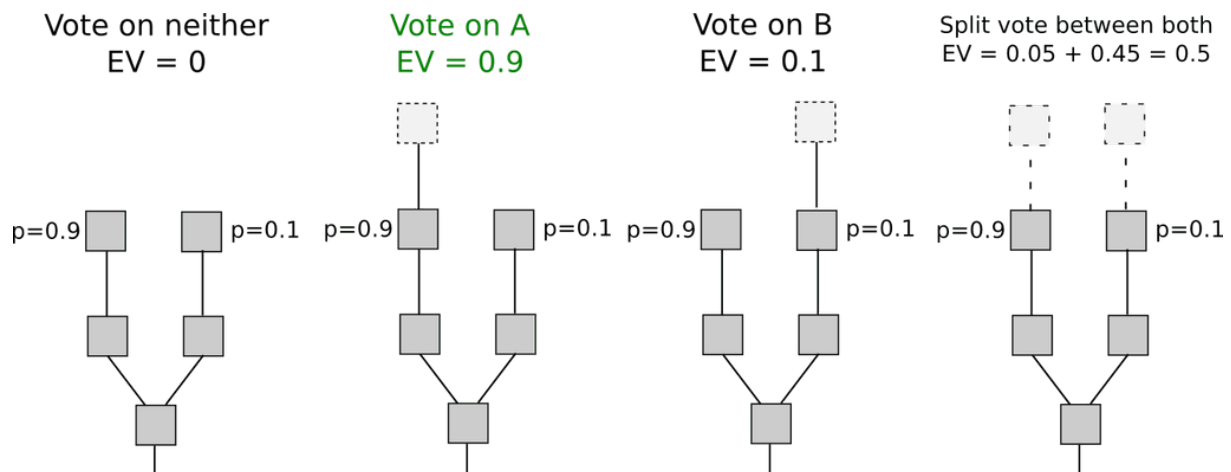 Vote on neither
EV = 0
Vote on A
EV = 0.9
Vote on B
EV = 0.1
Split vote between both
EV = 0.05 + 0.45 = 0.5
p=0.9
p=0.1
p=0.9
p=0.1
p=0.9
p=0.1
p=0.9
p=0.1